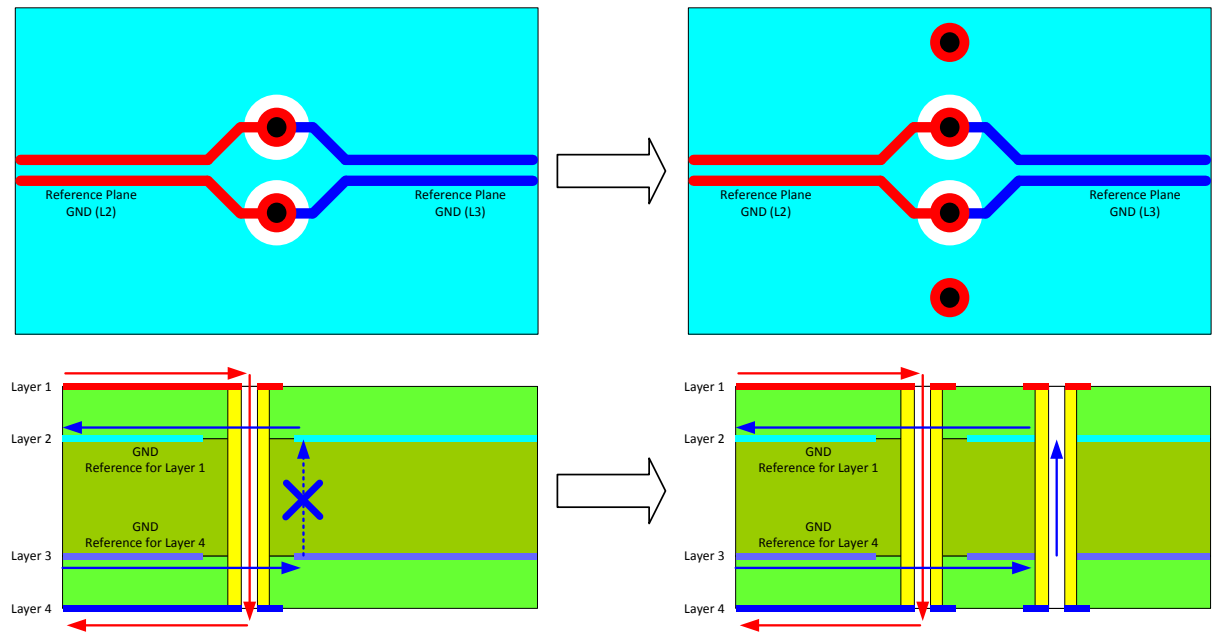 Reference Plane
GND (L2)
Reference Plane
GND (L3)
Reference Plane
GND (L2)
Reference Plane
GND (L3)
Layer 1
Layer 2
GND
Reference for Layer 1
GND
Reference for Layer 4
Layer 3
Layer 4
Layer 1
Layer 2
GND
Reference for Layer 1
GND
Reference for Layer 4
Layer 3
Layer 4